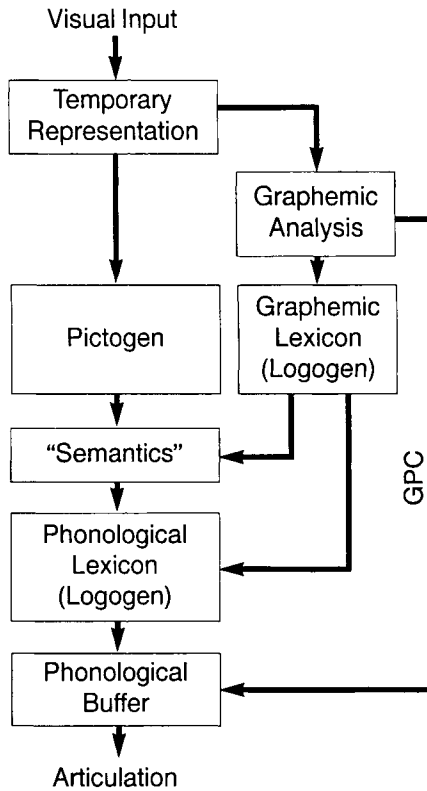 Visual Input
Temporary
Representation
Graphemic
Analysis
Pictogen
Graphemic
Lexicon
(Logogen)
“Semantics”
GPC
Phonological
Lexicon
(Logogen)
Phonological
Buffer
Articulation